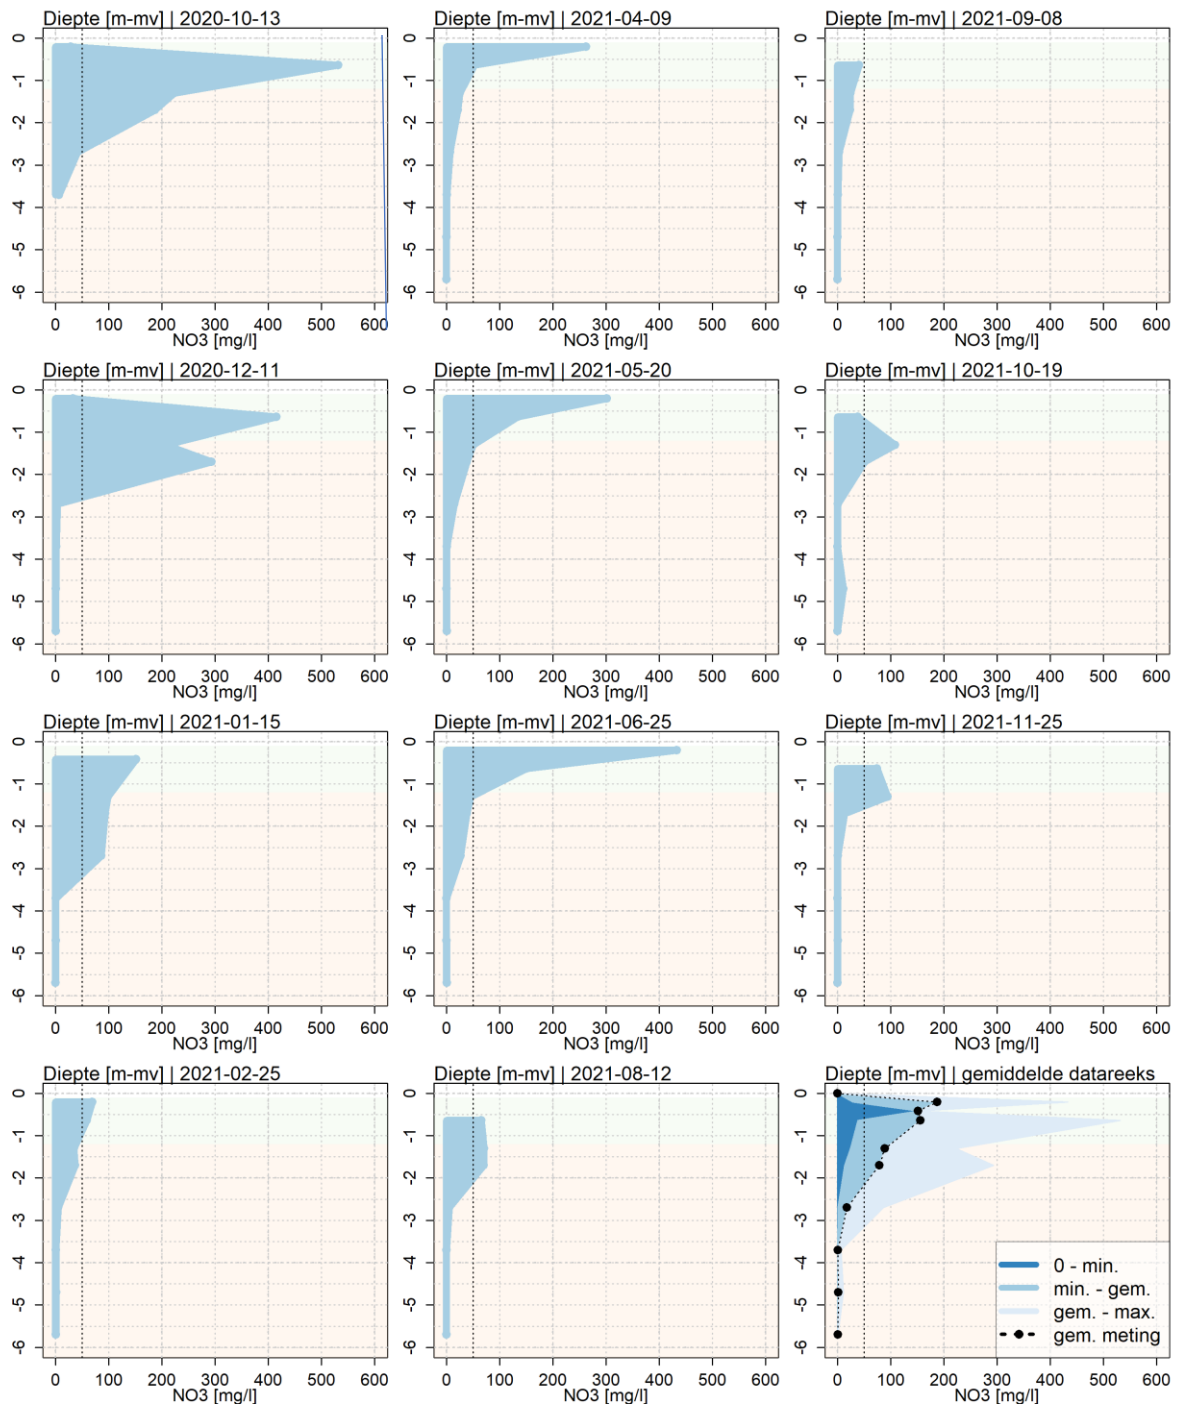 Diepte [m-mv] | 2020-10-13
0
-1
-2
-3
-4
-5
-6
0 100 200 300 400 500 600
NO3 [mg/l]
Diepte [m-mv] | 2021-04-09
0
-1
-2
-3
-4
-5
-6
0 100 200 300 400 500 600
NO3 [mg/l]
Diepte [m-mv] | 2021-09-08
0
-1
-2
-3
-4
-5
-6
0 100 200 300 400 500 600
NO3 [mg/l]
Diepte [m-mv] | 2020-12-11
0
-1
-2
-3
-4
-5
-6
0 100 200 300 400 500 600
NO3 [mg/l]
Diepte [m-mv] | 2021-05-20
0
-1
-2
-3
-4
-5
-6
0 100 200 300 400 500 600
NO3 [mg/l]
Diepte [m-mv] | 2021-10-19
0
-1
-2
-3
-4
-5
-6
0 100 200 300 400 500 600
NO3 [mg/l]
Diepte [m-mv] | 2021-01-15
0
-1
-2
-3
-4
-5
-6
0 100 200 300 400 500 600
NO3 [mg/l]
Diepte [m-mv] | 2021-06-25
0
-1
-2
-3
-4
-5
-6
0 100 200 300 400 500 600
NO3 [mg/l]
Diepte [m-mv] | 2021-11-25
0
-1
-2
-3
-4
-5
-6
0 100 200 300 400 500 600
NO3 [mg/l]
Diepte [m-mv] | 2021-02-25
0
-1
-2
-3
-4
-5
-6
0 100 200 300 400 500 600
NO3 [mg/l]
Diepte [m-mv] | 2021-08-12
0
-1
-2
-3
-4
-5
-6
0 100 200 300 400 500 600
NO3 [mg/l]
Diepte [m-mv] | gemiddelde datareeks
0
-1
-2
-3
-4
-5
-6
0 - min.
min. - gem.
gem. - max.
gem. meting
0 100 200 300 400 500 600
NO3 [mg/l]